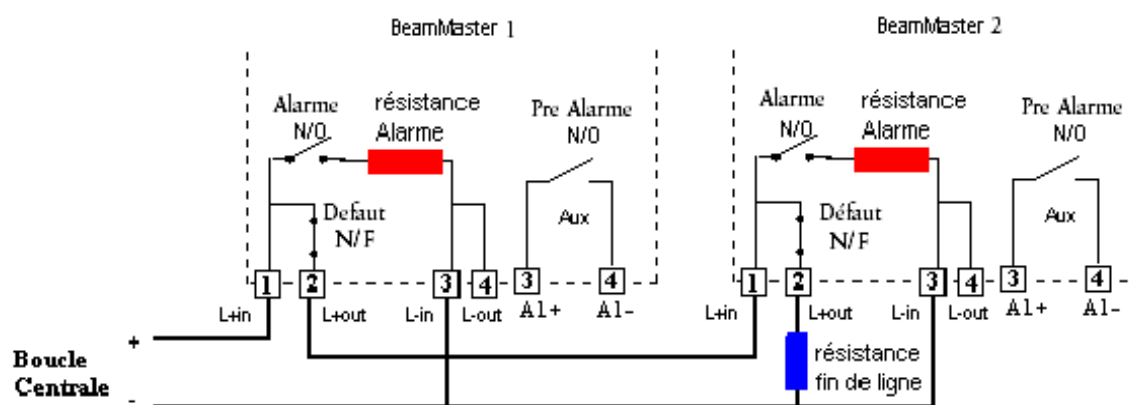 BeamMaster 1
BeamMaster 2
Alarme
N/O
résistance
Alarme
Pre Alarme
N/O
Alarme
N/O
résistance
Alarme
Pre Alarme
N/O
Defaut
N/F
Aux
Défaut
N/F
Aux
1 2 3 4 3 4
1 2 3 4 3 4
L+in L+out L-in L-out A1+ A1-
L+in L+out L-in L-out A1+ A1-
+
Boucle
Centrale
-
résistance
fin de ligne